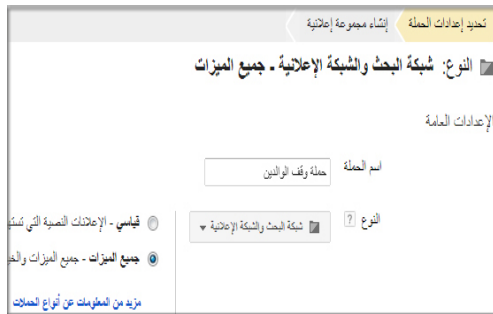 تحديد إعدادات الحملة
إنشاء مجموعة إعلانية
النوع: شبكة البحث والشبكة الإعلانية - جميع الميزات
الإعدادات العامة
اسم الحملة
حملة وقف الوالدين
النوع ?
شبكة البحث والشبكة الإعلانية
قياسي - الإعلانات النصية التي
جميع الميزات - جميع الميزات
مزيد من المعلومات عن أنواع الحملات